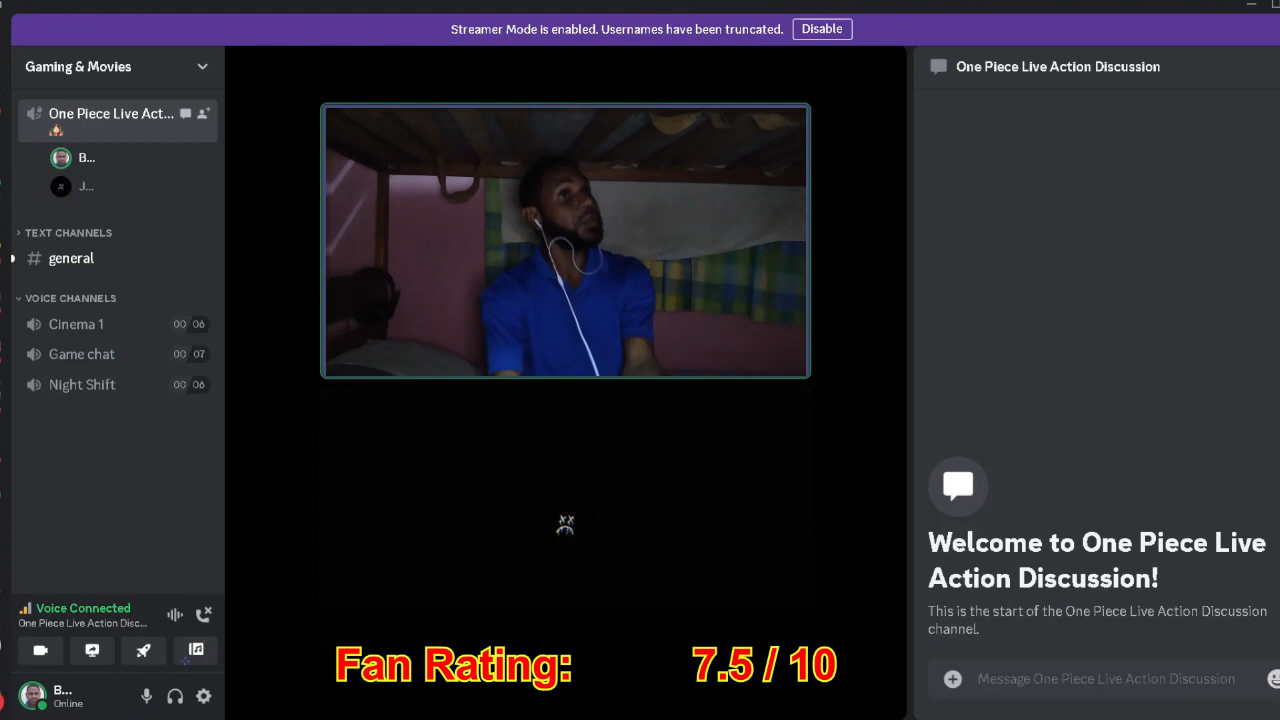 Streamer Mode is enabled. Usernames have been truncated.
Disable
Gaming & Movies
One Piece Live Act...
B...
J...
TEXT CHANNELS
# general
VOICE CHANNELS
Cinema 1 00 06
Game chat 00 07
Night Shift 00 06
Voice Connected
One Piece Live Action Disc...
B...
Online
Fan Rating: 7.5 / 10
One Piece Live Action Discussion
Welcome to One Piece Live
Action Discussion!
This is the start of the One Piece Live Action Discussion
channel.
Message One Piece Live Action Discussion